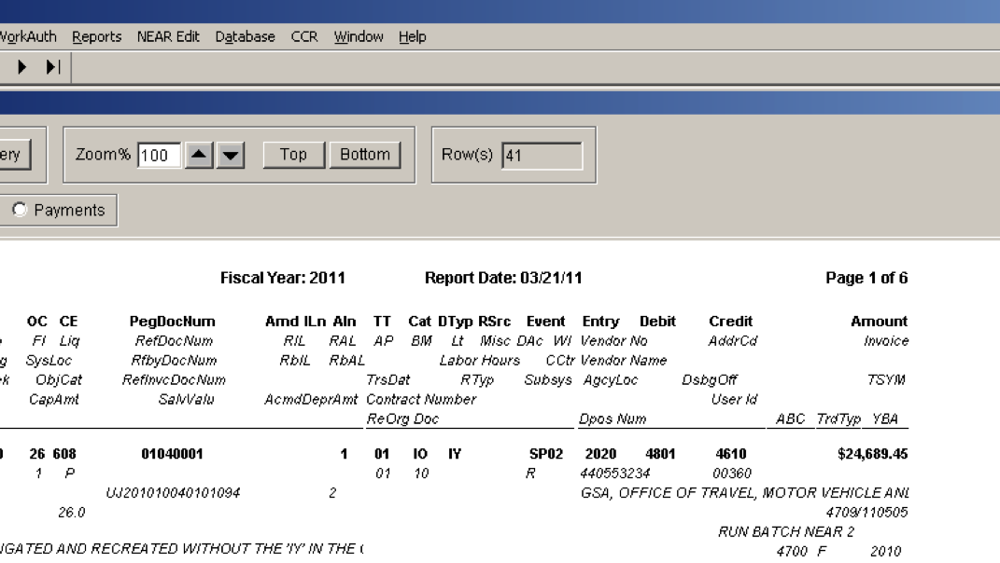 WorkAuth Reports NEAR Edit Database CCR Window Help
ery Zoom% 100 Top Bottom Row(s) 41
Payments
Fiscal Year: 2011 Report Date: 03/21/11 Page 1 of 6
OC CE PegDocNum Amd ILn Aln TT Cat DTyp RSrc Event Entry Debit Credit Amount
FI Liq RefDocNum RIL RAL AP BM Lt Misc DAc WI Vendor No AddrCd Invoice
g SysLoc RfbyDocNum RbIL RbAL Labor Hours CCtr Vendor Name
k ObjCat RefInvcDocNum TrsDat RTyp Subsys AgcyLoc DsbgOff TSYM
CapAmt SalvValu AcmdDeprAmt Contract Number User Id
ReOrg Doc Dpos Num ABC TrdTyp YBA
0 26 608 01040001 1 01 IO IY SP02 2020 4801 4610 $24,689.45
1 P 01 10 R 440553234 00360
UJ201010040101094 2 GSA, OFFICE OF TRAVEL, MOTOR VEHICLE AND
26.0 4709/110505
RUN BATCH NEAR 2
IGATED AND RECREATED WITHOUT THE 'IY' IN THE 4700 F 2010